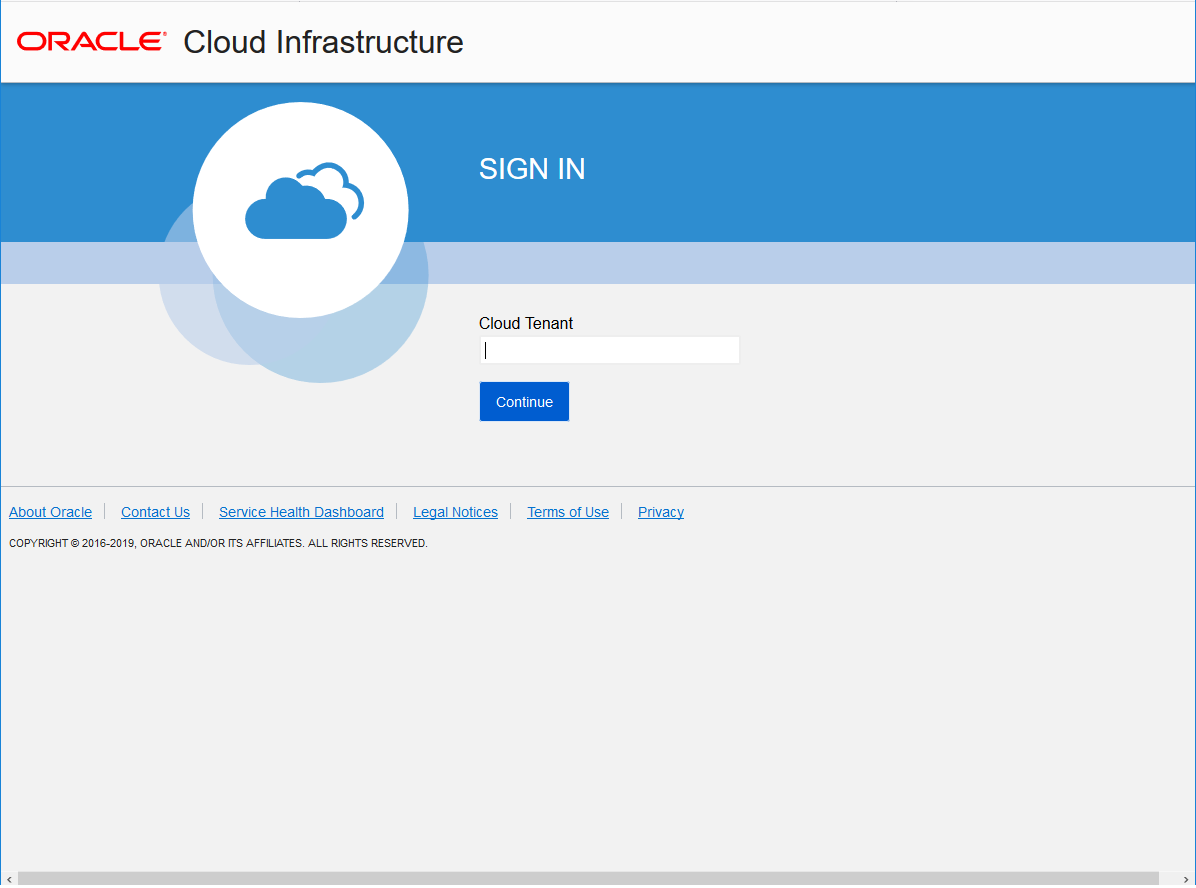 ORACLE® Cloud Infrastructure
SIGN IN
Cloud Tenant
Continue
About Oracle
Contact Us
Service Health Dashboard
Legal Notices
Terms of Use
Privacy
COPYRIGHT © 2016-2019, ORACLE AND/OR ITS AFFILIATES. ALL RIGHTS RESERVED.